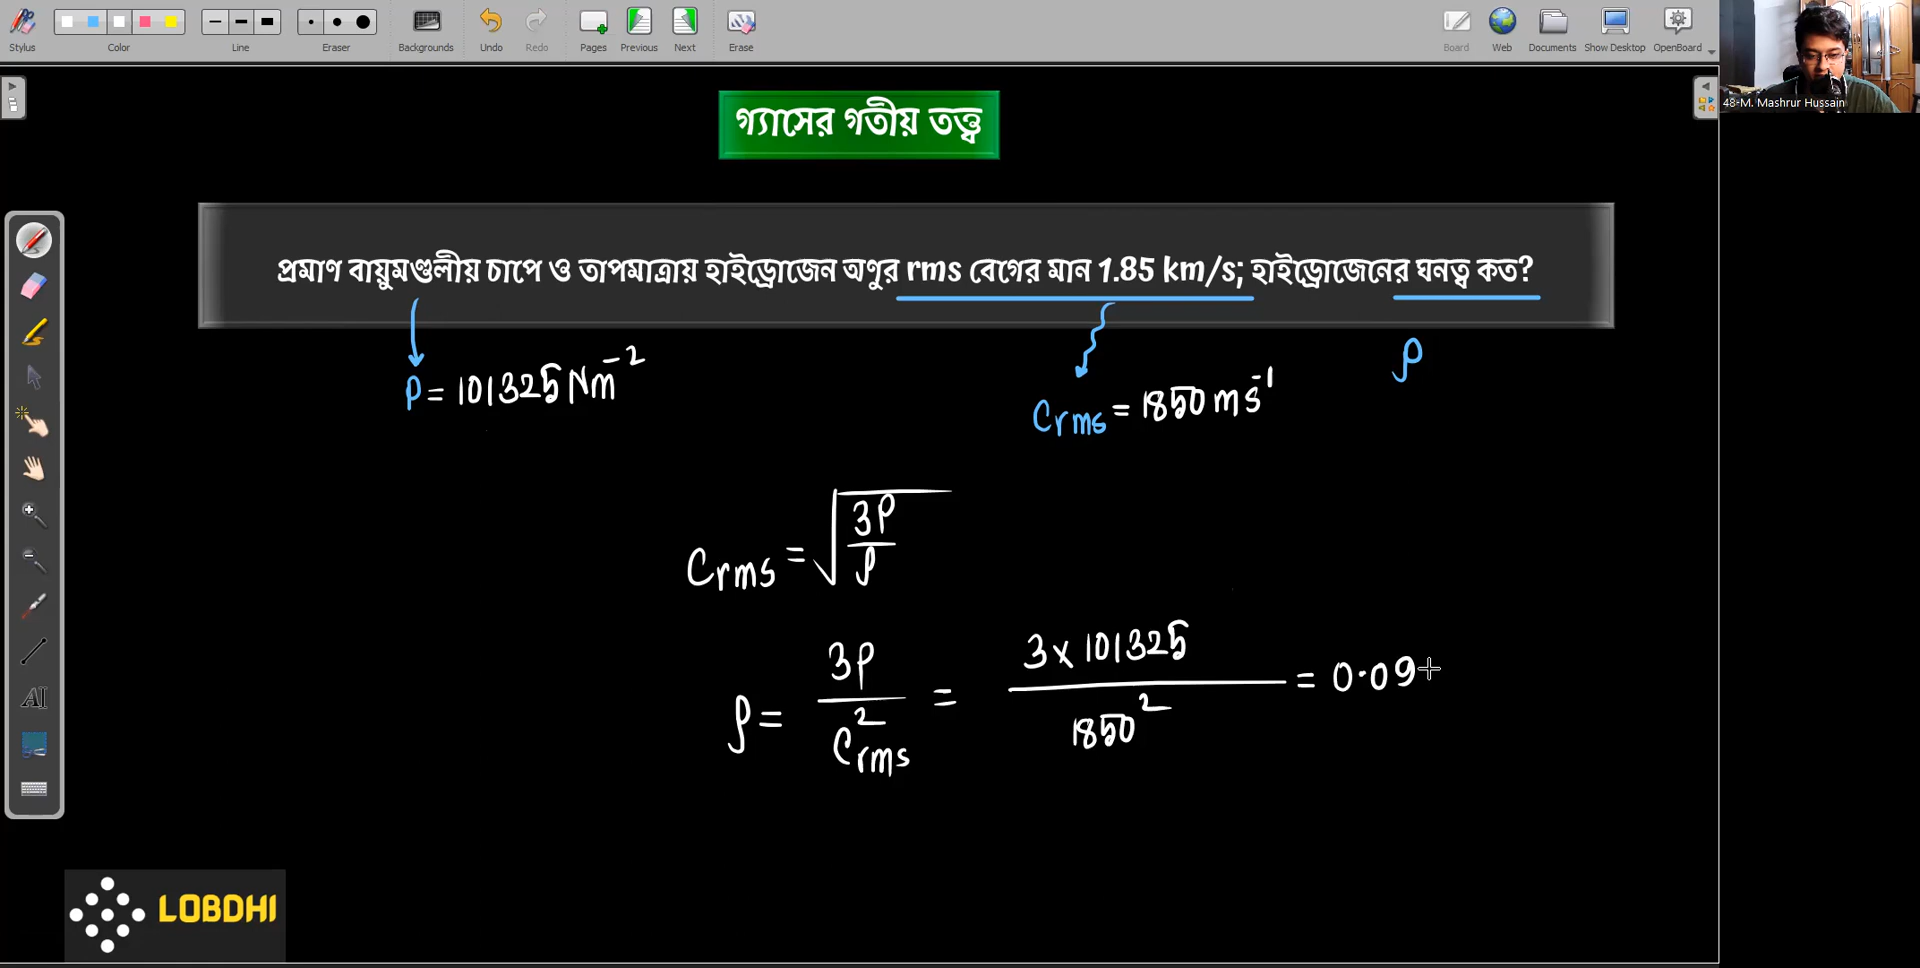 Stylus Color Line Eraser Backgrounds Undo Redo Pages Previous Next Erase Board Web Documents Show Desktop OpenBoard
48-M. Mashrur Hussain
গ্যাসের গতীয় তত্ত্ব
প্রমাণ বায়ুমণ্ডলীয় চাপে ও তাপমাত্রায় হাইড্রোজেন অণুর rms বেগের মান 1.85 km/s; হাইড্রোজেনের ঘনত্ব কত?
P = 101325 Nm⁻²
Crms = 1850 ms⁻¹
ρ
Crms = √(3P/ρ)
ρ = 3P/C²rms = 3 x 101325/1850² = 0.09
LOBDHI